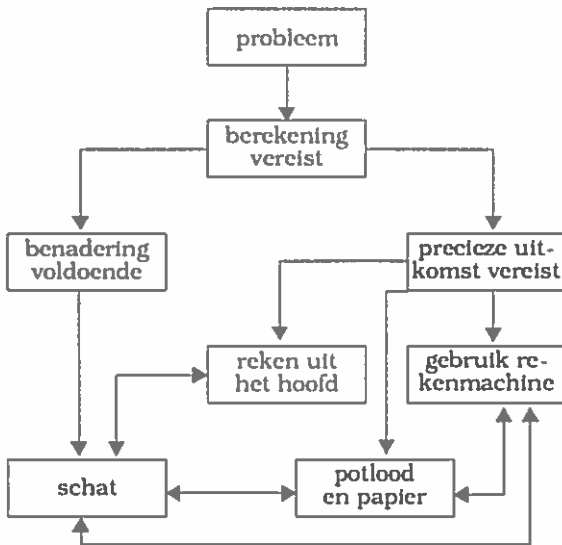 probleem
berekening
vereist
benadering
voldoende
precieze uit-
komst vereist
reken uit
het hoofd
gebruik re-
kenmachine
schat
potlood
en papier